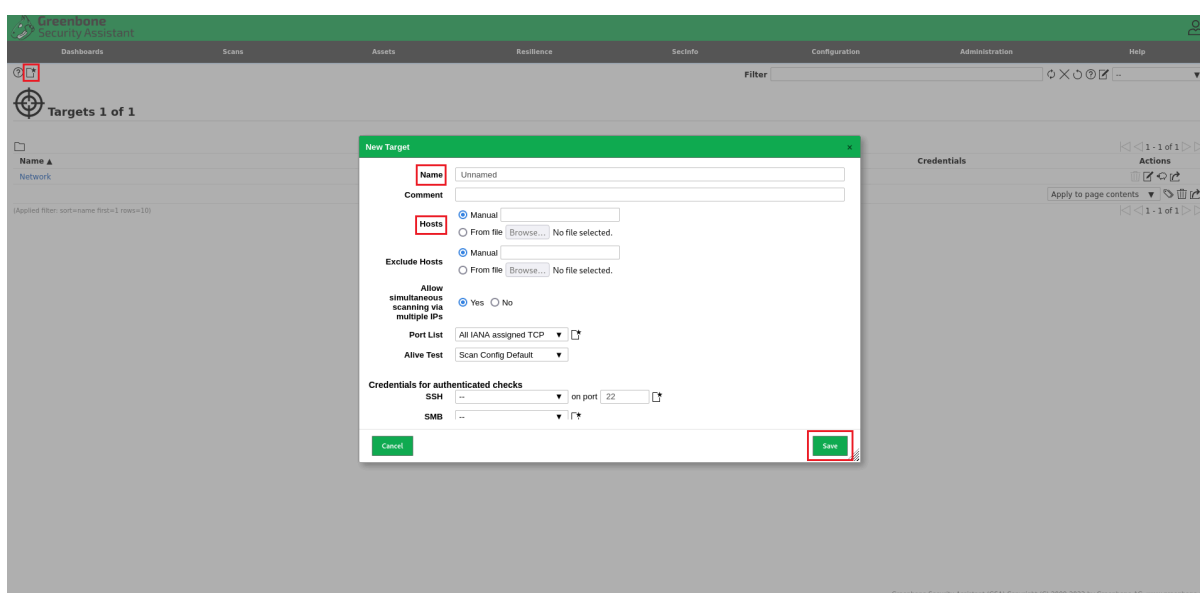 Greenbone
Security Assistant
Dashboards Scans Assets Resilience SecInfo Configuration Administration Help
Filter --
Targets 1 of 1
1 - 1 of 1
Name ▲ Credentials Actions
Network
Apply to page contents ▼
(Applied filter: sort=name first=1 rows=10)
1 - 1 of 1
New Target ×
Name Unnamed
Comment
Hosts
Manual
From file Browse... No file selected.
Exclude Hosts
Manual
From file Browse... No file selected.
Allow
simultaneous
scanning via
multiple IPs
Yes No
Port List All IANA assigned TCP ▼
Alive Test Scan Config Default ▼
Credentials for authenticated checks
SSH -- ▼ on port 22
SMB -- ▼
Cancel Save